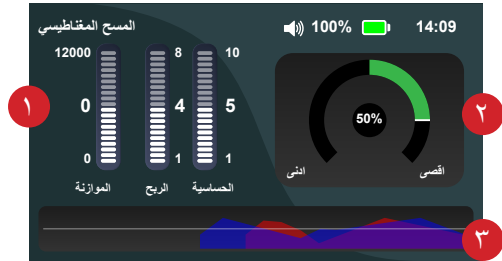 المسح المغناطيسي
100%
14:09
12000
8
10
0
4
5
0
1
1
الموازنة
الربح
الحساسية
50%
ادنى
اقصى
١
٢
٣